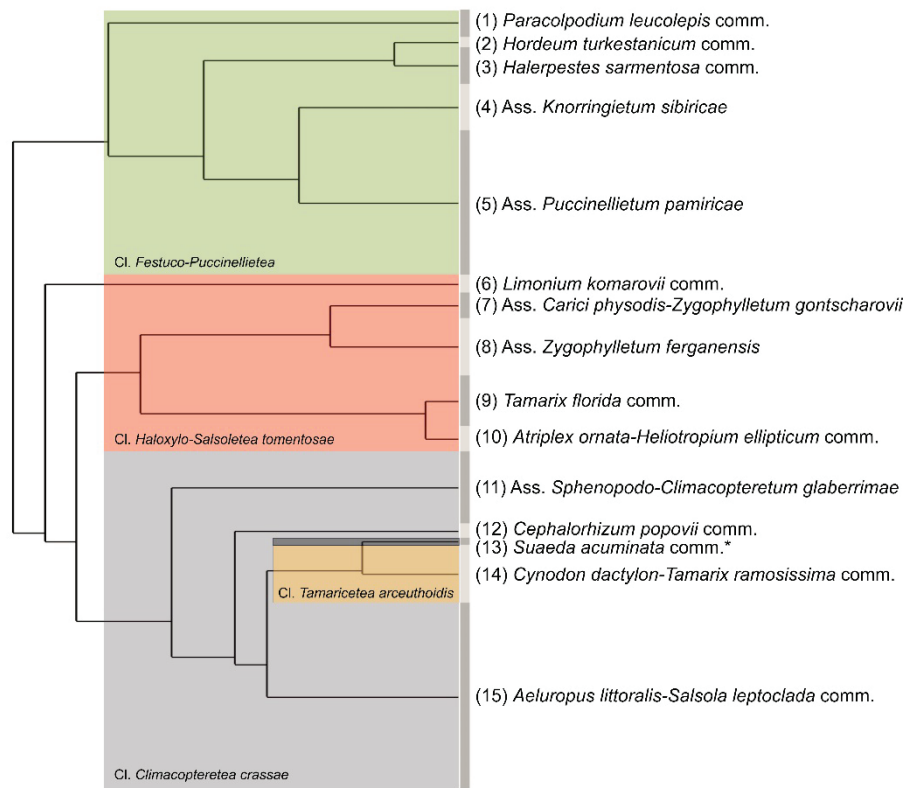 (1) Paracolpodium leucolepis comm.
(2) Hordeum turkestanicum comm.
(3) Halerpestes sarmentosa comm.
(4) Ass. Knorringietum sibiricae
(5) Ass. Puccinellietum pamiricae
Cl. Festuco-Puccinellietea
(6) Limonium komarovii comm.
(7) Ass. Carici physodis-Zygophylletum gontscharovii
(8) Ass. Zygophylletum ferganensis
(9) Tamarix florida comm.
(10) Atriplex ornata-Heliotropium ellipticum comm.
Cl. Haloxylo-Salsoletea tomentosae
(11) Ass. Sphenopodo-Climacopteretum glaberrimae
(12) Cephalorhizum popovii comm.
(13) Suaeda acuminata comm.*
(14) Cynodon dactylon-Tamarix ramosissima comm.
Cl. Tamaricetea arceuthoidis
(15) Aeluropus littoralis-Salsola leptoclada comm.
Cl. Climacopteretea crassae